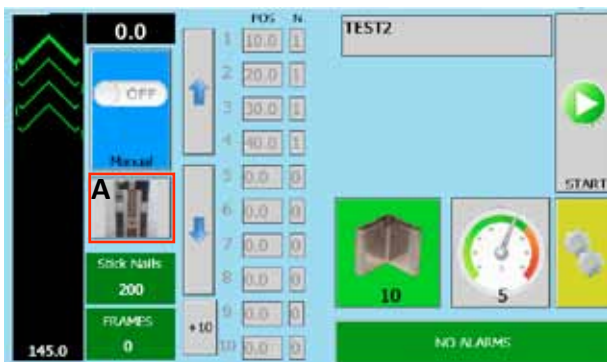 0.0
OFF
Manual
A
Stick Nails
200
FRAMES
0
145.0
+10
POS N.
1 10.0 1
2 20.0 1
3 30.0 1
4 40.0 1
5 0.0 0
6 0.0 0
7 0.0 0
8 0.0 0
9 0.0 0
10 0.0 0
TEST2
START
10
5
NO ALARMS